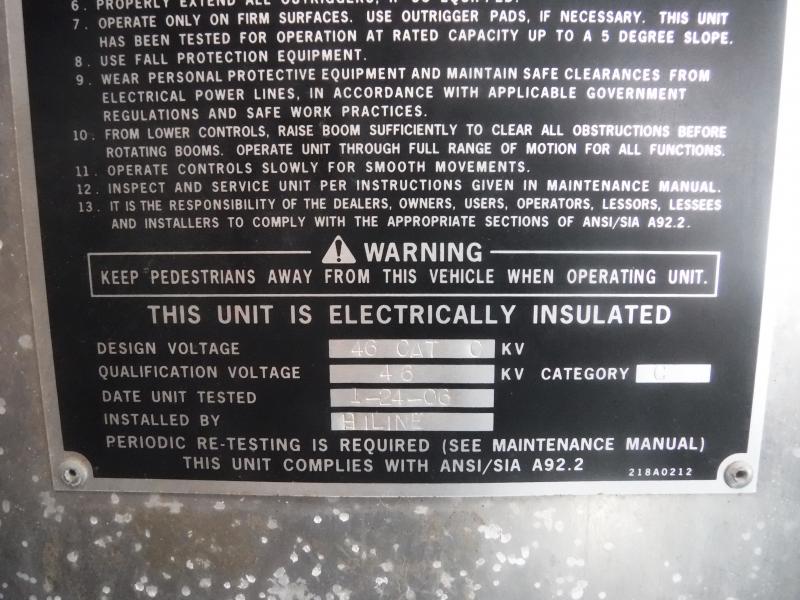 6. PROPERLY EXTEND ALL OUTRIGGERS, IF SO EQUIPPED.
7. OPERATE ONLY ON FIRM SURFACES. USE OUTRIGGER PADS, IF NECESSARY. THIS UNIT
HAS BEEN TESTED FOR OPERATION AT RATED CAPACITY UP TO A 5 DEGREE SLOPE.
8. USE FALL PROTECTION EQUIPMENT.
9. WEAR PERSONAL PROTECTIVE EQUIPMENT AND MAINTAIN SAFE CLEARANCES FROM
ELECTRICAL POWER LINES, IN ACCORDANCE WITH APPLICABLE GOVERNMENT
REGULATIONS AND SAFE WORK PRACTICES.
10. FROM LOWER CONTROLS, RAISE BOOM SUFFICIENTLY TO CLEAR ALL OBSTRUCTIONS BEFORE
ROTATING BOOMS. OPERATE UNIT THROUGH FULL RANGE OF MOTION FOR ALL FUNCTIONS.
11. OPERATE CONTROLS SLOWLY FOR SMOOTH MOVEMENTS.
12. INSPECT AND SERVICE UNIT PER INSTRUCTIONS GIVEN IN MAINTENANCE MANUAL.
13. IT IS THE RESPONSIBILITY OF THE DEALERS, OWNERS, USERS, OPERATORS, LESSORS, LESSEES
AND INSTALLERS TO COMPLY WITH THE APPROPRIATE SECTIONS OF ANSI/SIA A92.2.
WARNING
KEEP PEDESTRIANS AWAY FROM THIS VEHICLE WHEN OPERATING UNIT.
THIS UNIT IS ELECTRICALLY INSULATED
DESIGN VOLTAGE 46 CAT C KV
QUALIFICATION VOLTAGE 46 KV CATEGORY C
DATE UNIT TESTED 1-24-06
INSTALLED BY HILINE
PERIODIC RE-TESTING IS REQUIRED (SEE MAINTENANCE MANUAL)
THIS UNIT COMPLIES WITH ANSI/SIA A92.2 218A0212